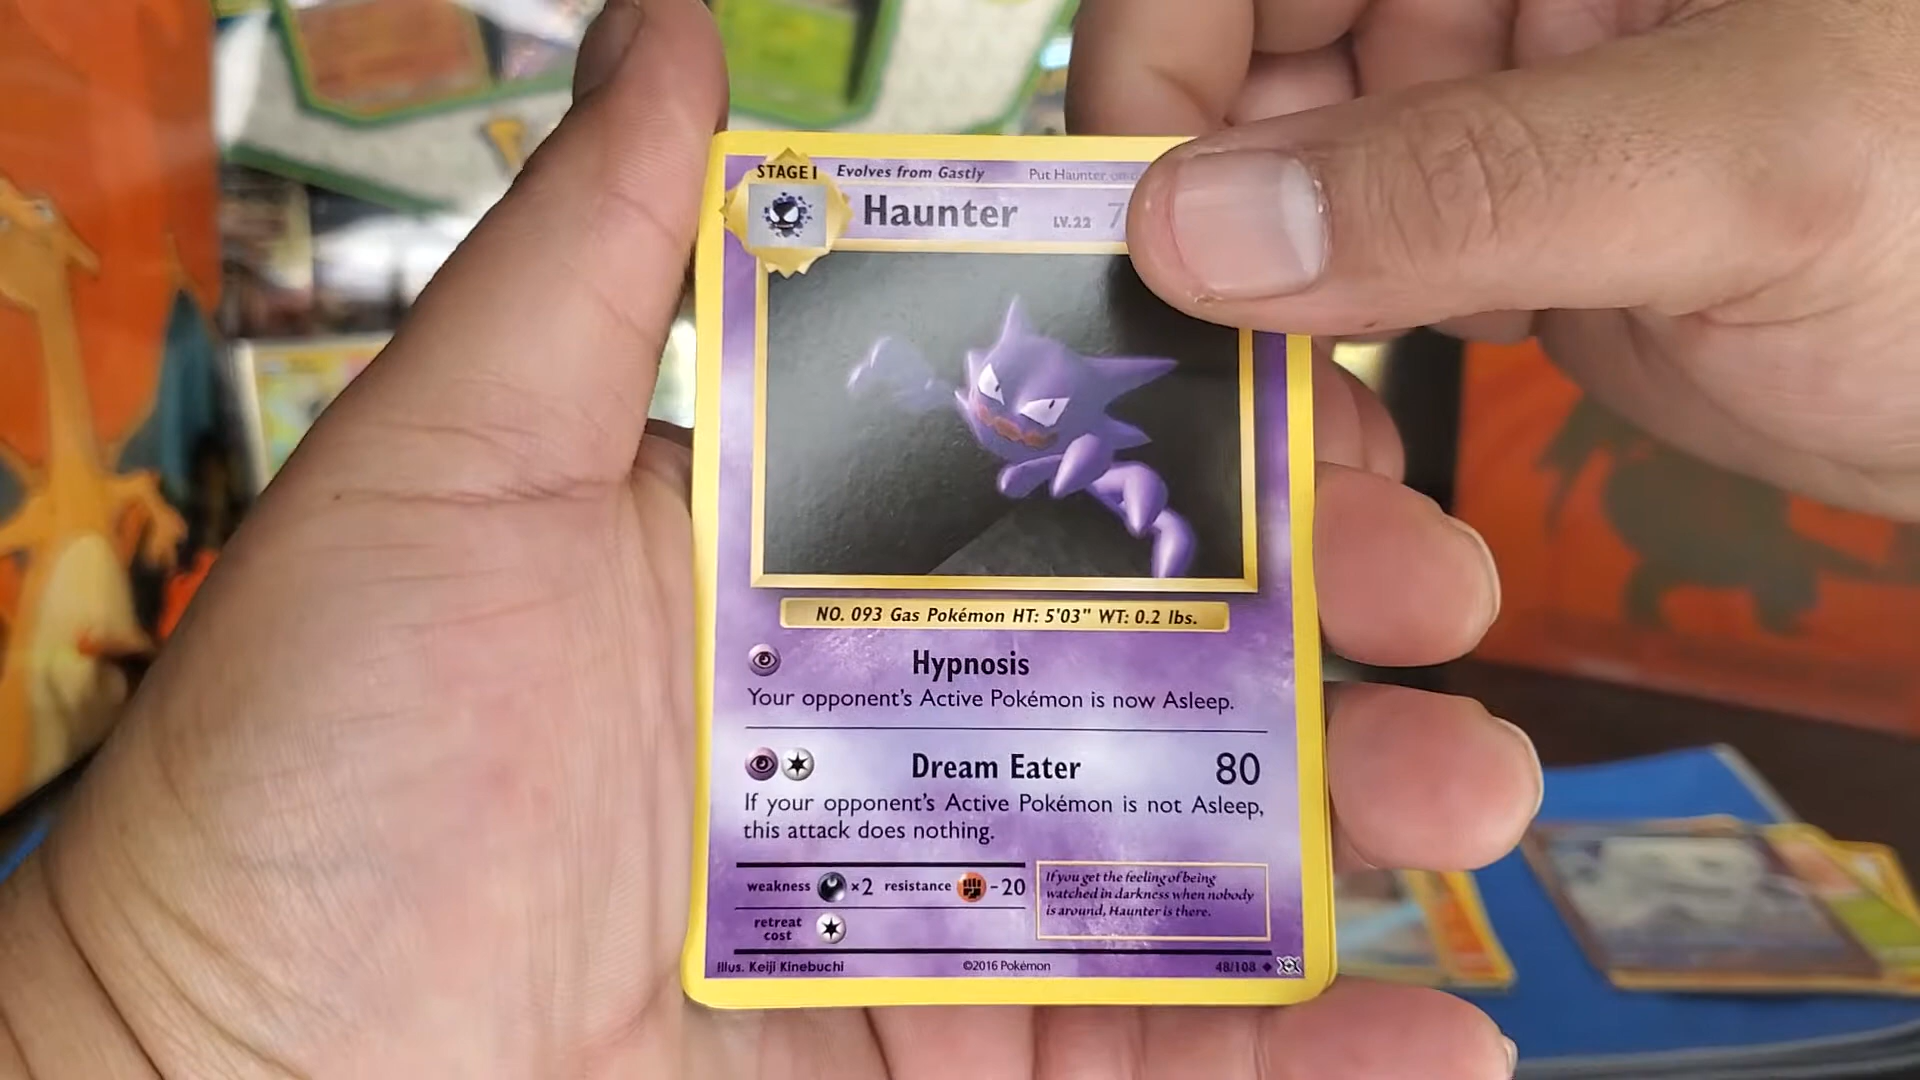 STAGE 1 Evolves from Gastly Put Haunter on
Haunter LV.22 7
NO. 093 Gas Pokémon HT: 5'03" WT: 0.2 lbs.
Hypnosis
Your opponent's Active Pokémon is now Asleep.
Dream Eater 80
If your opponent's Active Pokémon is not Asleep,
this attack does nothing.
weakness ×2 resistance -20
retreat
cost
If you get the feeling of being
watched in darkness when nobody
is around, Haunter is there.
Illus. Keiji Kinebuchi ©2016 Pokémon 48/108